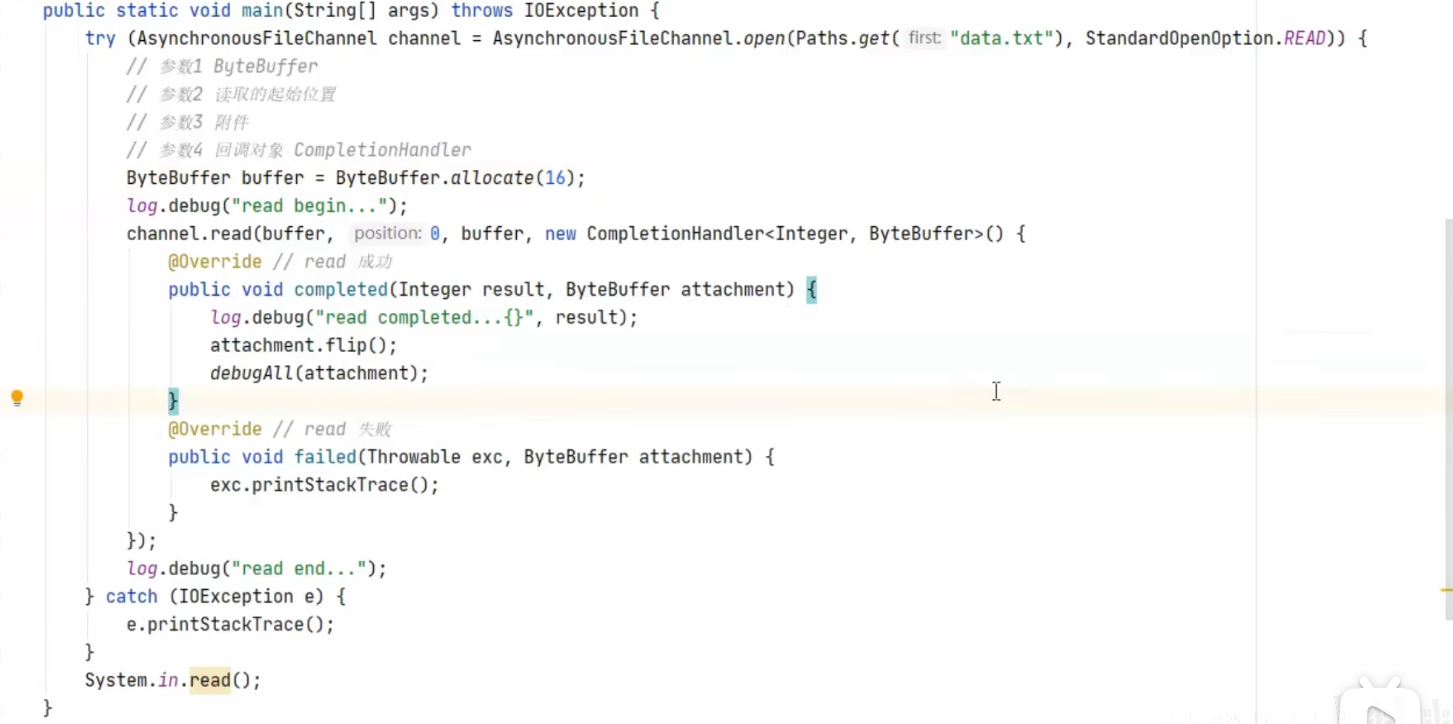 public static void main(String[] args) throws IOException {
    try (AsynchronousFileChannel channel = AsynchronousFileChannel.open(Paths.get( first: "data.txt"), StandardOpenOption.READ)) {
        // 参数1 ByteBuffer
        // 参数2 读取的起始位置
        // 参数3 附件
        // 参数4 回调对象 CompletionHandler
        ByteBuffer buffer = ByteBuffer.allocate(16);
        log.debug("read begin...");
        channel.read(buffer, position: 0, buffer, new CompletionHandler<Integer, ByteBuffer>() {
            @Override // read 成功
            public void completed(Integer result, ByteBuffer attachment) {
                log.debug("read completed...{}", result);
                attachment.flip();
                debugAll(attachment);
            }
            @Override // read 失败
            public void failed(Throwable exc, ByteBuffer attachment) {
                exc.printStackTrace();
            }
        });
        log.debug("read end...");
    } catch (IOException e) {
        e.printStackTrace();
    }
    System.in.read();
}